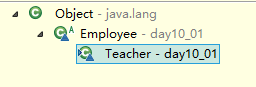 Object - java.lang
A Employee - day10_01
Teacher - day10_01